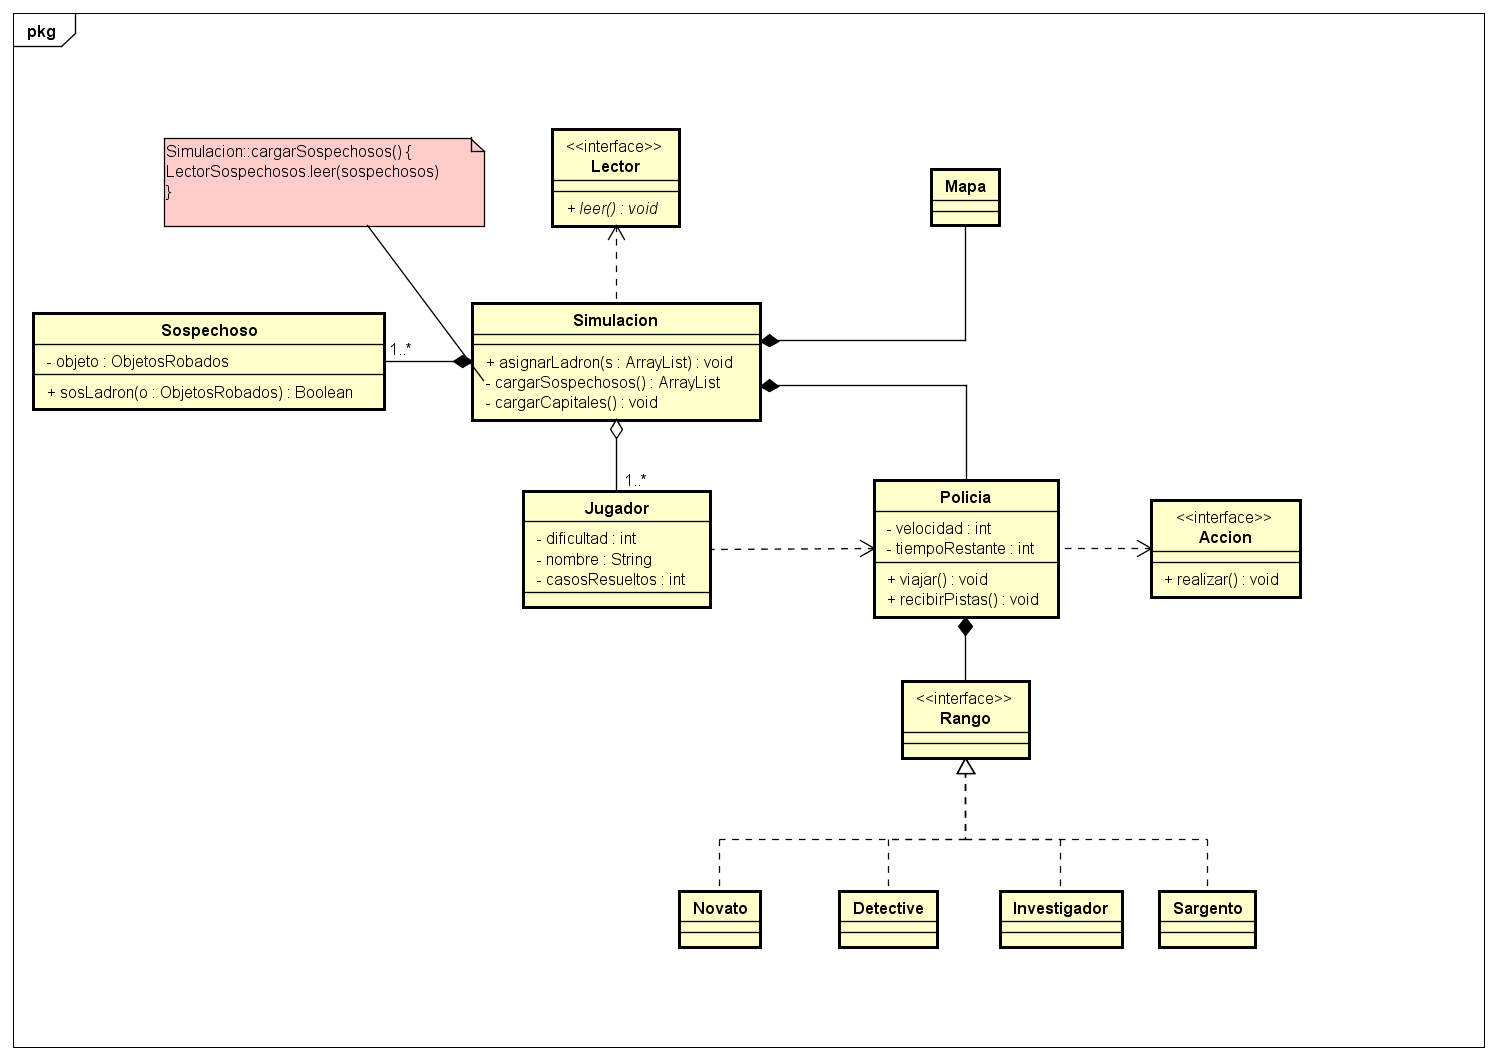 pkg
Simulacion::cargarSospechosos() {
LectorSospechosos.leer(sospechosos)
}
<<interface>>
Lector
+ leer() : void
Mapa
Sospechoso
- objeto : ObjetosRobados
+ sosLadron(o : ObjetosRobados) : Boolean
1..*
Simulacion
+ asignarLadron(s : ArrayList) : void
- cargarSospechosos() : ArrayList
- cargarCapitales() : void
1..*
Jugador
- dificultad : int
- nombre : String
- casosResueltos : int
Policia
- velocidad : int
- tiempoRestante : int
+ viajar() : void
+ recibirPistas() : void
<<interface>>
Accion
+ realizar() : void
<<interface>>
Rango
Novato
Detective
Investigador
Sargento